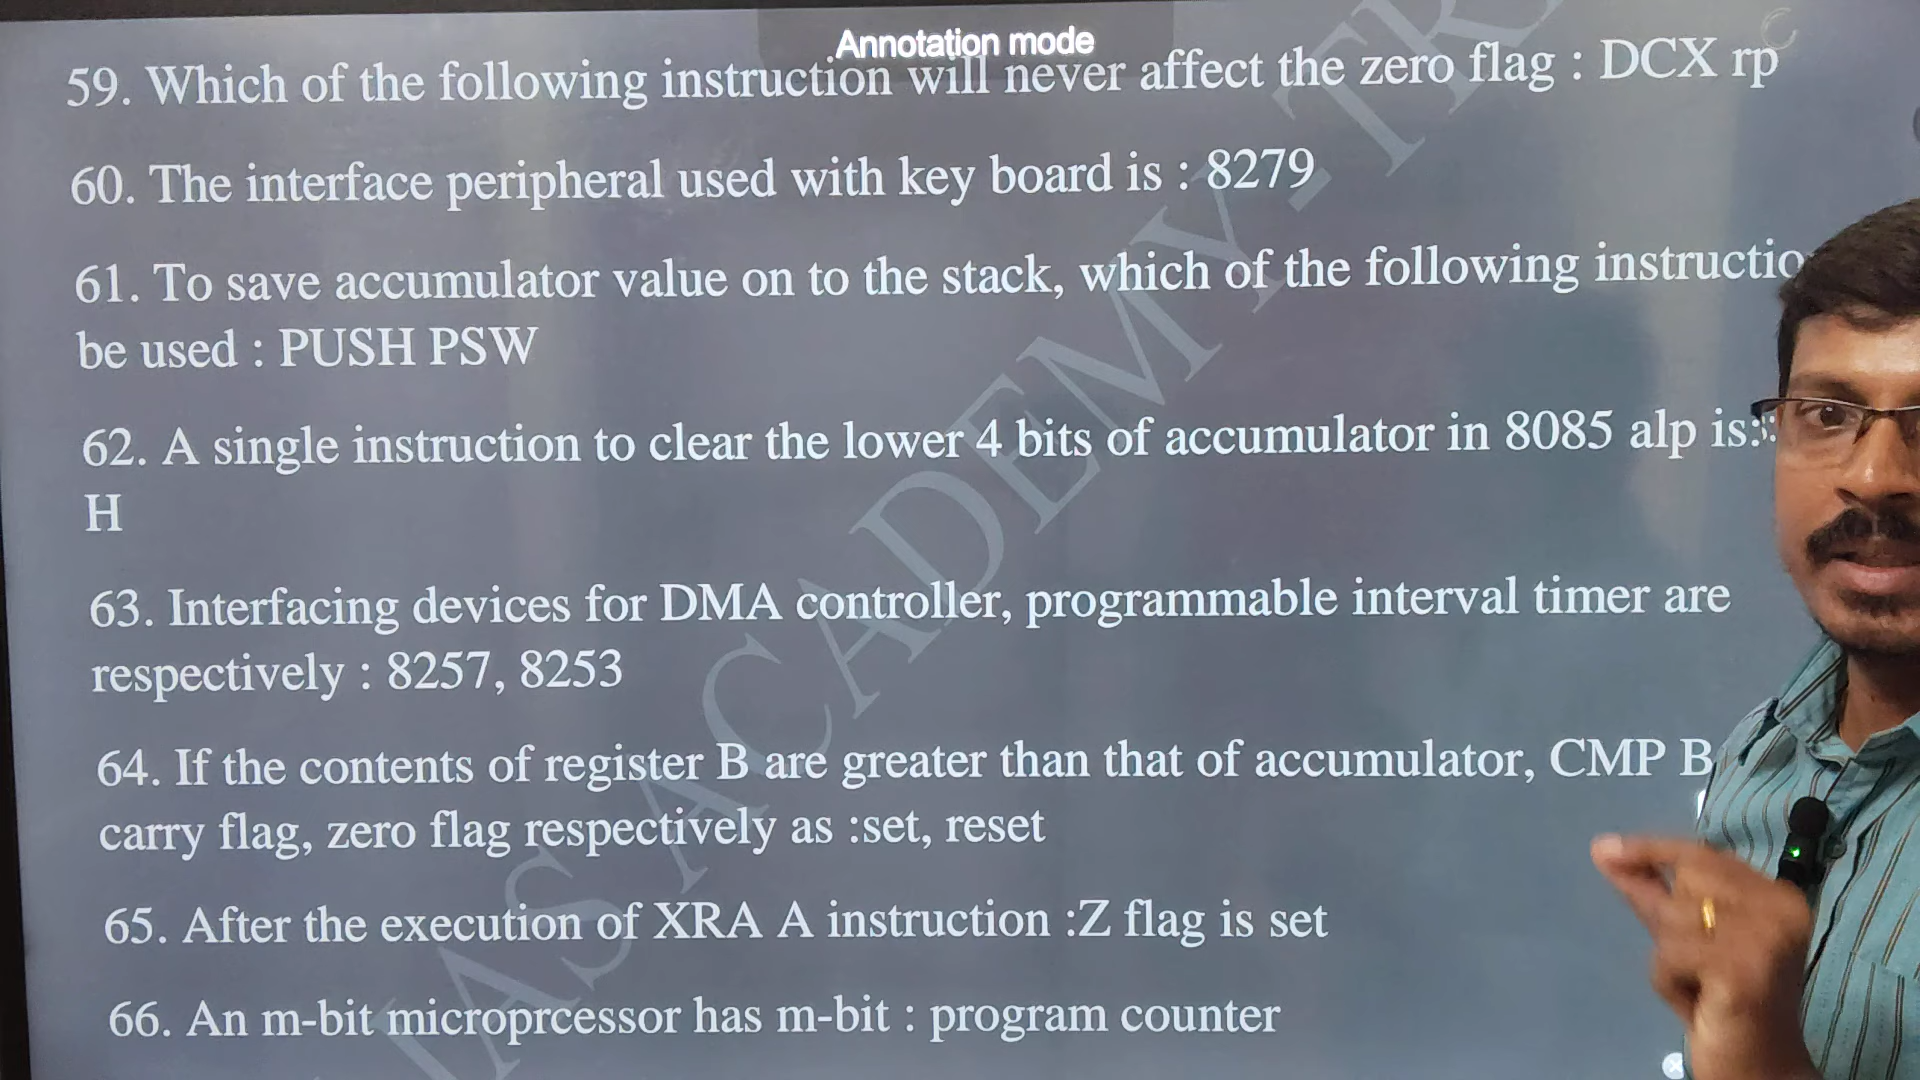 Annotation mode
59. Which of the following instruction will never affect the zero flag : DCX rp
60. The interface peripheral used with key board is : 8279
61. To save accumulator value on to the stack, which of the following instructio
be used : PUSH PSW
62. A single instruction to clear the lower 4 bits of accumulator in 8085 alp is:
H
63. Interfacing devices for DMA controller, programmable interval timer are
respectively : 8257, 8253
64. If the contents of register B are greater than that of accumulator, CMP B
carry flag, zero flag respectively as :set, reset
65. After the execution of XRA A instruction :Z flag is set
66. An m-bit microprcessor has m-bit : program counter
IAS ACADEMY-TR